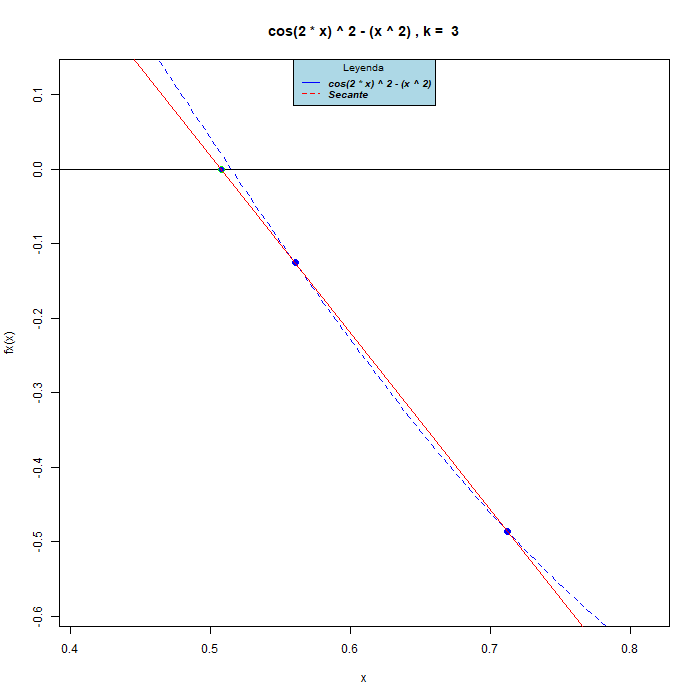 cos(2 * x) ^ 2 - (x ^ 2) , k =  3
Leyenda
cos(2 * x) ^ 2 - (x ^ 2)
Secante
fx(x)
0.1
0.0
-0.1
-0.2
-0.3
-0.4
-0.5
-0.6
0.4 0.5 0.6 0.7 0.8
x